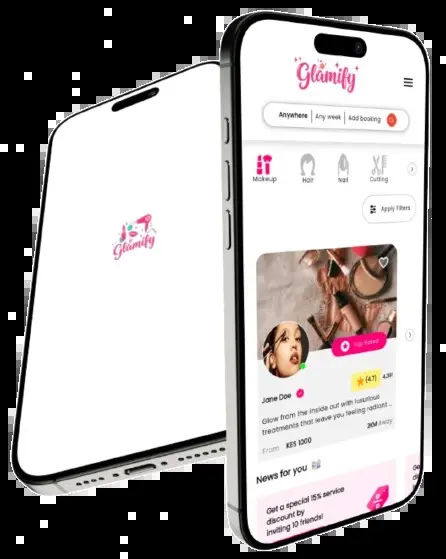 Glamify
Glamify
Anywhere | Any week | Add booking
Makeup
Hair
Nail
Cutting
Apply Filters
Top Rated
Jane Doe
(4.7)
Glow from the inside out with luxurious
treatments that leave you feeling radiant ..
From KES 1000
2KM Away
News for you
Get a special 15% service
discount by
inviting 10 friends!
Ge